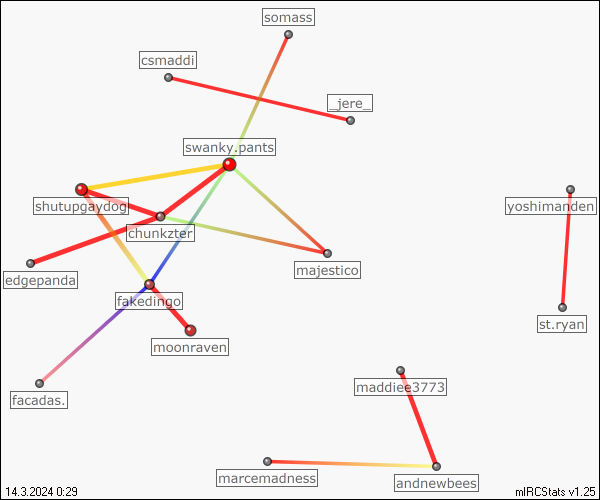 somass
csmaddi
_jere_
swanky.pants
shutupgaydog
yoshimanden
chunkzter
edgepanda
majestico
fakedingo
st.ryan
moonraven
maddiee3773
facadas.
marcemadness
andnewbees
14.3.2024 0:29
mIRCStats v1.25